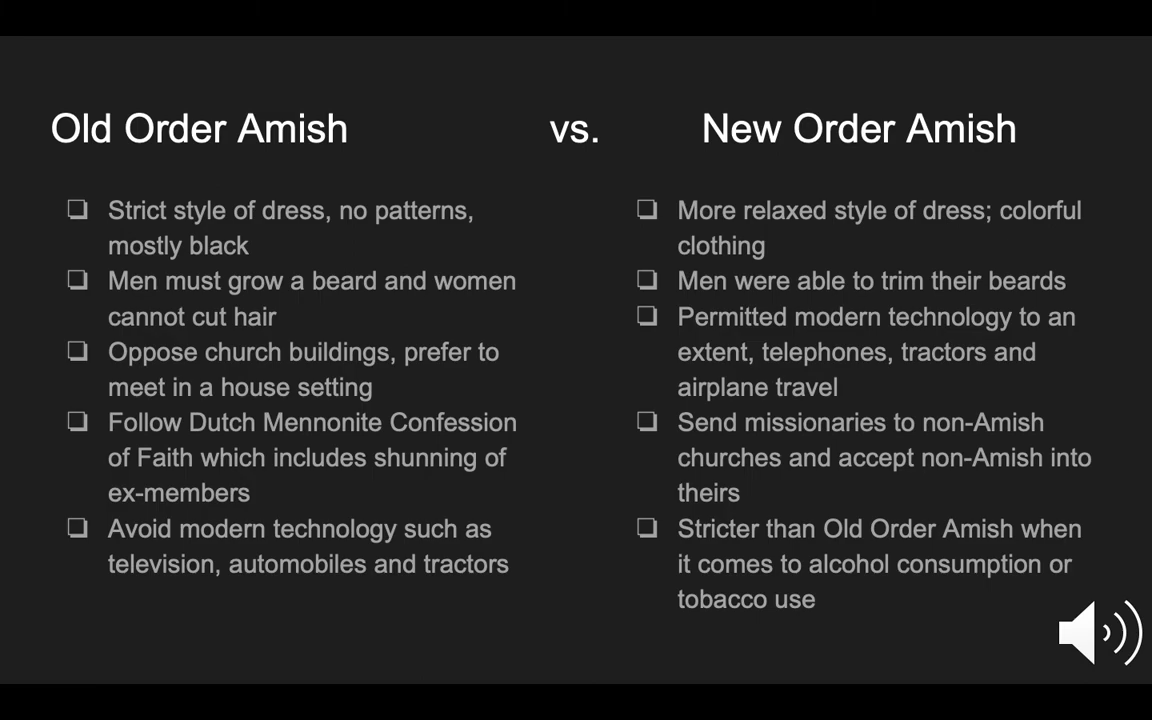 Old Order Amish vs. New Order Amish
Strict style of dress, no patterns,
mostly black
Men must grow a beard and women
cannot cut hair
Oppose church buildings, prefer to
meet in a house setting
Follow Dutch Mennonite Confession
of Faith which includes shunning of
ex-members
Avoid modern technology such as
television, automobiles and tractors
More relaxed style of dress; colorful
clothing
Men were able to trim their beards
Permitted modern technology to an
extent, telephones, tractors and
airplane travel
Send missionaries to non-Amish
churches and accept non-Amish into
theirs
Stricter than Old Order Amish when
it comes to alcohol consumption or
tobacco use